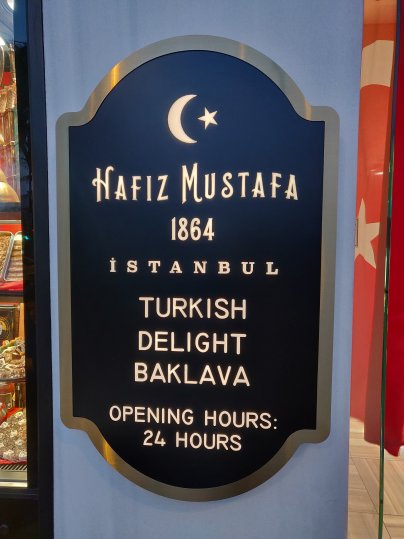 HAFIZ MUSTAFA
1864
İSTANBUL
TURKISH
DELIGHT
BAKLAVA
OPENING HOURS:
24 HOURS